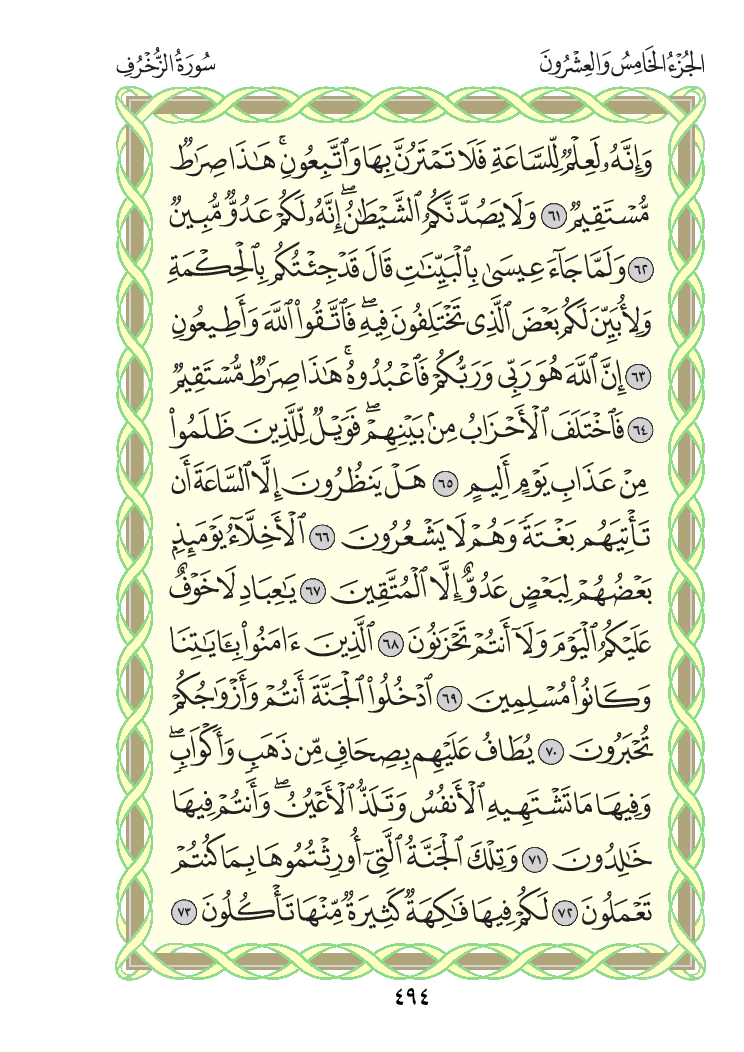 الجُزْءُ الخَامِسُ وَالعِشْرُونَ
سُورَةُ الزُّخْرُفِ
وَإِنَّهُۥ لَعِلْمٌ لِّلسَّاعَةِ فَلَا تَمْتَرُنَّ بِهَا وَٱتَّبِعُونِۚ هَٰذَا صِرَٰطٌ
مُّسْتَقِيمٌ ٦١ وَلَا يَصُدَّنَّكُمُ ٱلشَّيْطَٰنُۖ إِنَّهُۥ لَكُمْ عَدُوٌّ مُّبِينٌ
٦٢ وَلَمَّا جَآءَ عِيسَىٰ بِٱلْبَيِّنَٰتِ قَالَ قَدْ جِئْتُكُم بِٱلْحِكْمَةِ
وَلِأُبَيِّنَ لَكُم بَعْضَ ٱلَّذِى تَخْتَلِفُونَ فِيهِۖ فَٱتَّقُوا۟ ٱللَّهَ وَأَطِيعُونِ
٦٣ إِنَّ ٱللَّهَ هُوَ رَبِّى وَرَبُّكُمْ فَٱعْبُدُوهُۚ هَٰذَا صِرَٰطٌ مُّسْتَقِيمٌ
٦٤ فَٱخْتَلَفَ ٱلْأَحْزَابُ مِنۢ بَيْنِهِمْۖ فَوَيْلٌ لِّلَّذِينَ ظَلَمُوا۟
مِنْ عَذَابِ يَوْمٍ أَلِيمٍ ٦٥ هَلْ يَنظُرُونَ إِلَّا ٱلسَّاعَةَ أَن
تَأْتِيَهُم بَغْتَةً وَهُمْ لَا يَشْعُرُونَ ٦٦ ٱلْأَخِلَّآءُ يَوْمَئِذٍۭ
بَعْضُهُمْ لِبَعْضٍ عَدُوٌّ إِلَّا ٱلْمُتَّقِينَ ٦٧ يَٰعِبَادِ لَا خَوْفٌ
عَلَيْكُمُ ٱلْيَوْمَ وَلَآ أَنتُمْ تَحْزَنُونَ ٦٨ ٱلَّذِينَ ءَامَنُوا۟ بِـَٔايَٰتِنَا
وَكَانُوا۟ مُسْلِمِينَ ٦٩ ٱدْخُلُوا۟ ٱلْجَنَّةَ أَنتُمْ وَأَزْوَٰجُكُمْ
تُحْبَرُونَ ٧٠ يُطَافُ عَلَيْهِم بِصِحَافٍ مِّن ذَهَبٍ وَأَكْوَابٍۖ
وَفِيهَا مَا تَشْتَهِيهِ ٱلْأَنفُسُ وَتَلَذُّ ٱلْأَعْيُنُۖ وَأَنتُمْ فِيهَا
خَٰلِدُونَ ٧١ وَتِلْكَ ٱلْجَنَّةُ ٱلَّتِىٓ أُورِثْتُمُوهَا بِمَا كُنتُمْ
تَعْمَلُونَ ٧٢ لَكُمْ فِيهَا فَٰكِهَةٌ كَثِيرَةٌ مِّنْهَا تَأْكُلُونَ ٧٣
٤٩٤